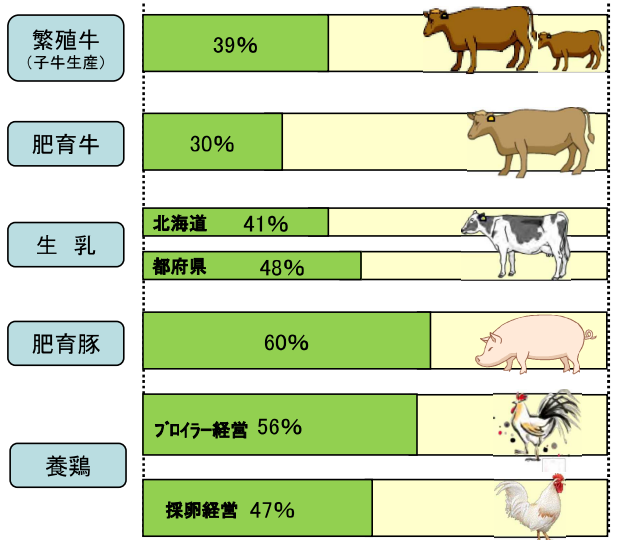 繁殖牛
（子牛生産）
39%
肥育牛
30%
生 乳
北海道 41%
都府県 48%
肥育豚
60%
養鶏
ﾌﾞﾛｲﾗｰ経営 56%
採卵経営 47%